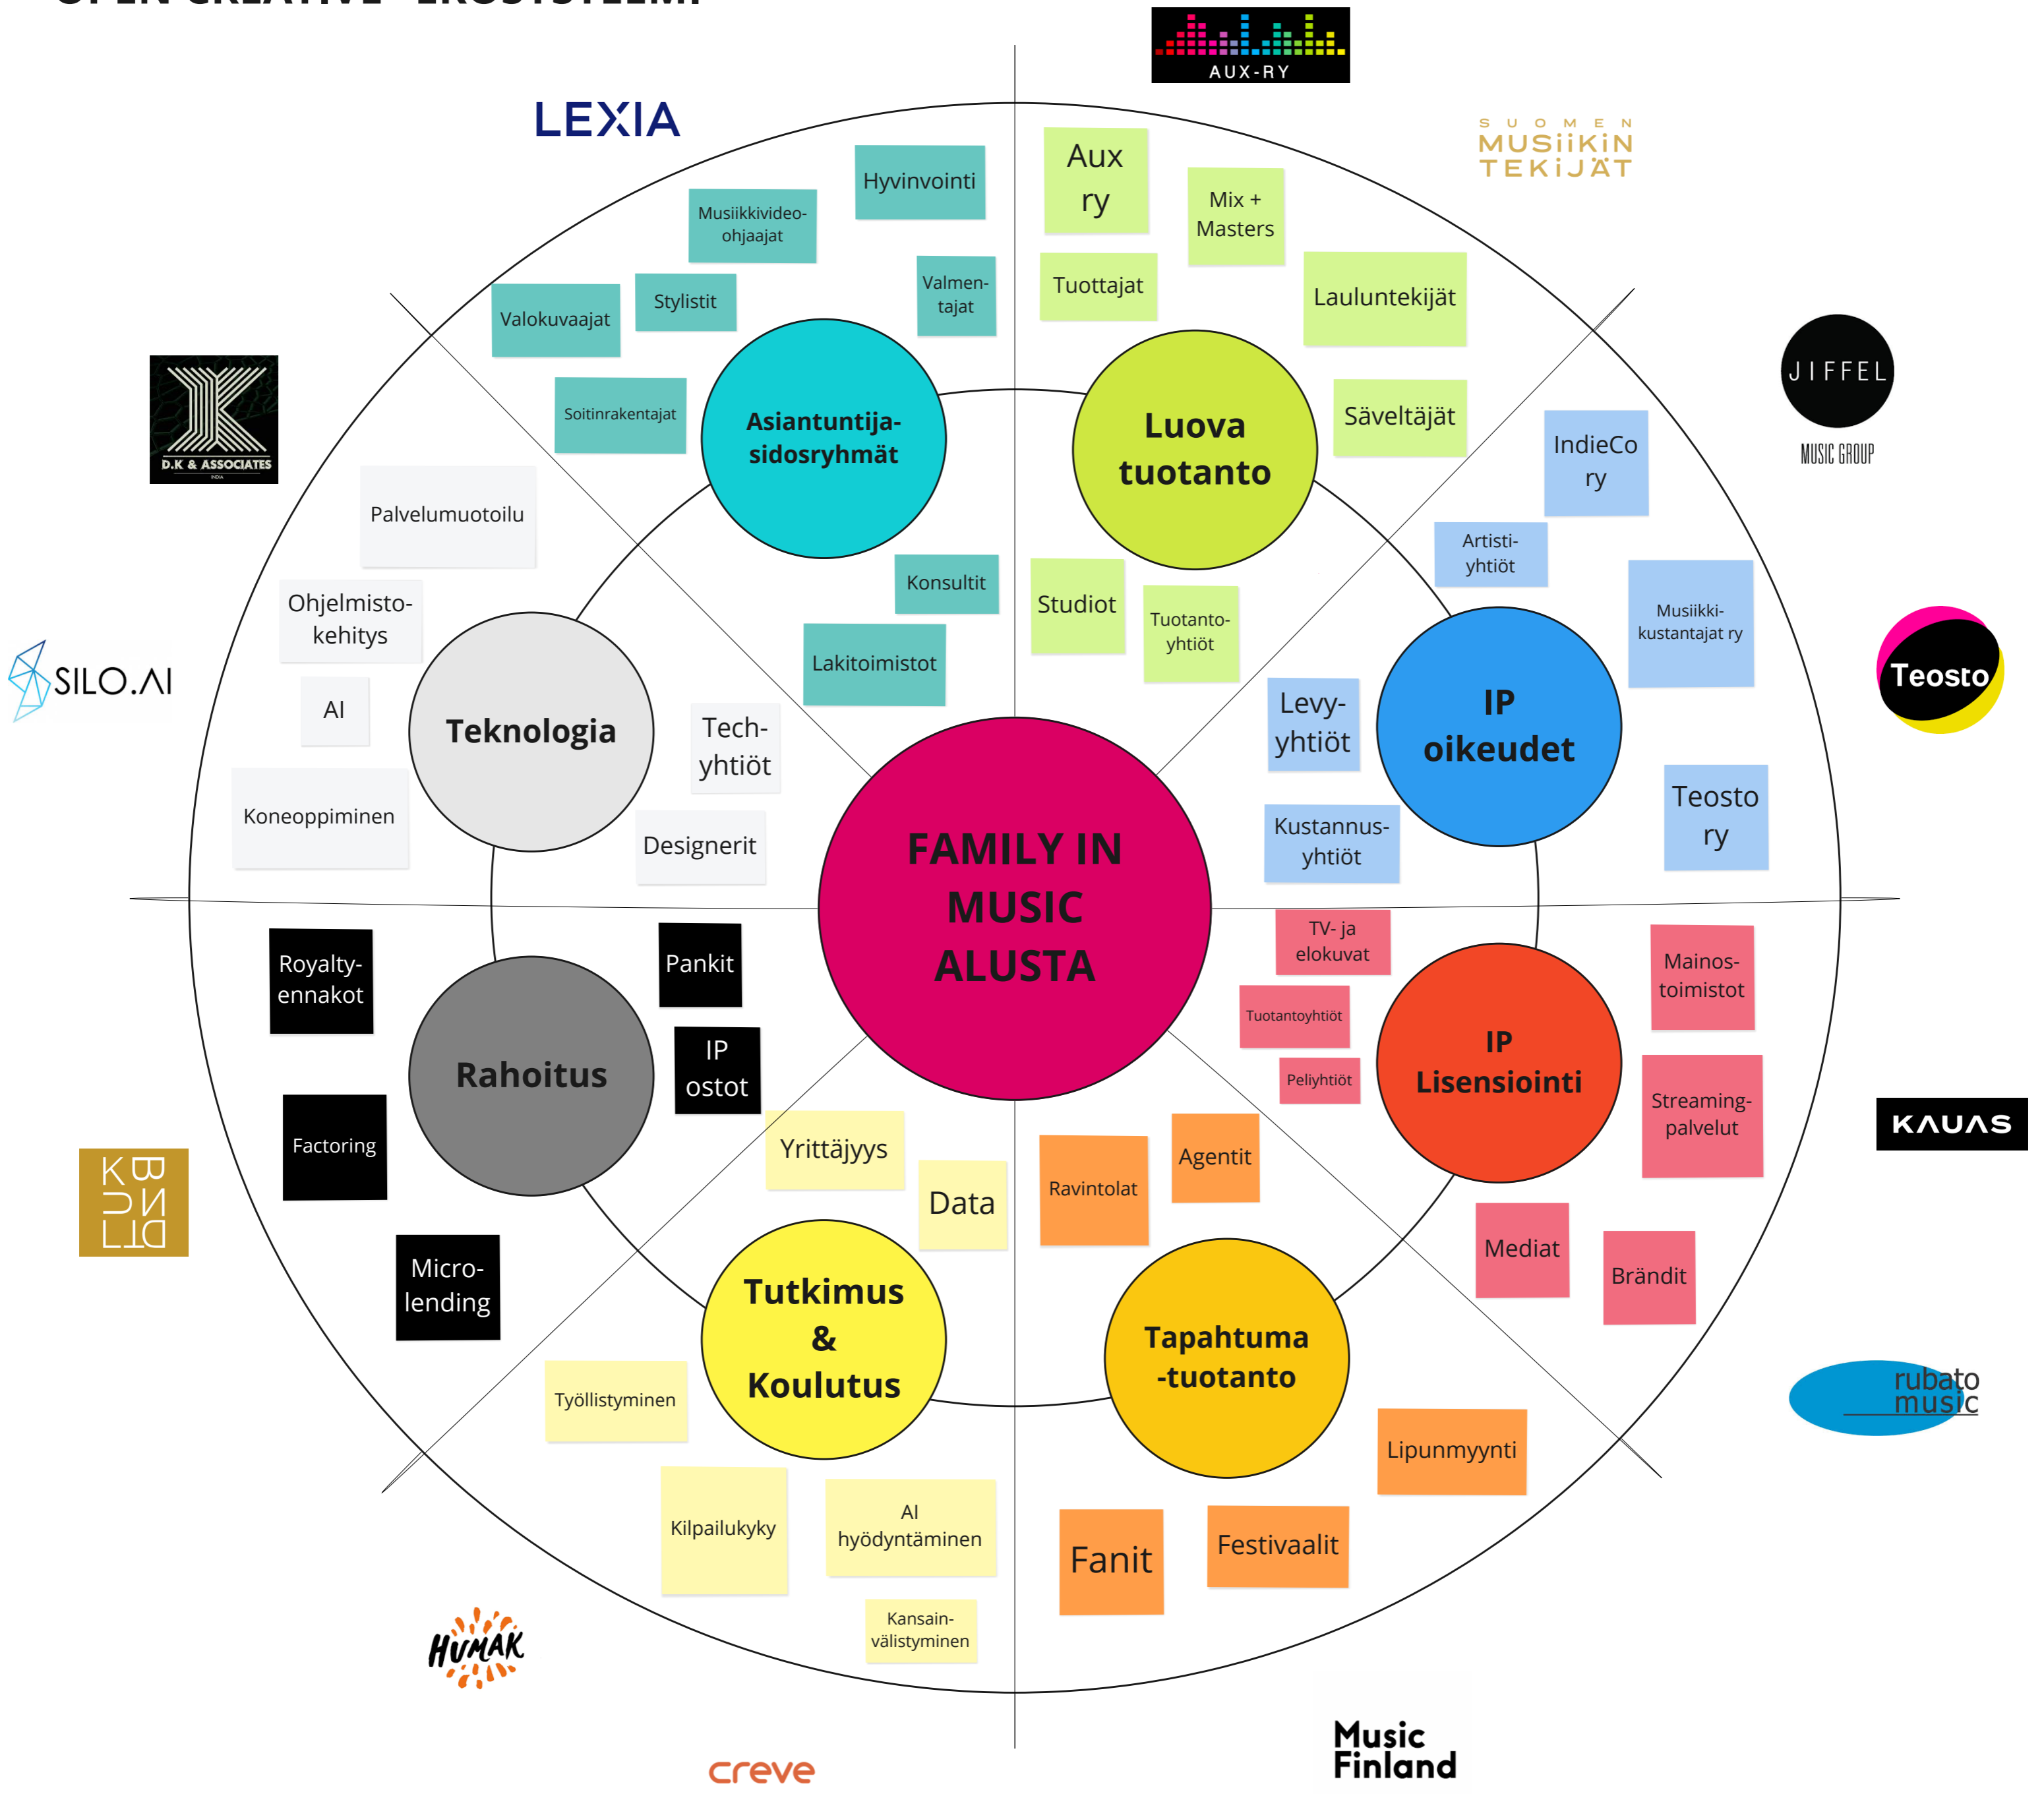 OPEN CREATIVE -EKOSYSTEEMI
AUX-RY
LEXIA
SUOMEN
MUSiiKiN
TEKiJÄT
Hyvinvointi
Musiikkivideo-
ohjaajat
Valokuvaajat
Stylistit
Valmen-
tajat
Soitinrakentajat
Asiantuntija-
sidosryhmät
Konsultit
Lakitoimistot
Aux
ry
Mix +
Masters
Tuottajat
Lauluntekijät
Säveltäjät
Luova
tuotanto
Studiot
Tuotanto-
yhtiöt
JIFFEL
MUSIC GROUP
IndieCo
ry
Artisti-
yhtiöt
Musiikki-
kustantajat ry
Levy-
yhtiöt
IP
oikeudet
Kustannus-
yhtiöt
Teosto
ry
Teosto
D.K & ASSOCIATES
INDIA
Palvelumuotoilu
Ohjelmisto-
kehitys
SILO.AI
AI
Teknologia
Tech-
yhtiöt
Koneoppiminen
Designerit
FAMILY IN
MUSIC
ALUSTA
Royalty-
ennakot
Pankit
Rahoitus
IP
ostot
Factoring
Micro-
lending
TV- ja
elokuvat
Tuotantoyhtiöt
Peliyhtiöt
IP
Lisensiointi
Mainos-
toimistot
Streaming-
palvelut
Mediat
Brändit
KAUAS
rubato
music
Yrittäjyys
Data
Tutkimus
&
Koulutus
Työllistyminen
Kilpailukyky
AI
hyödyntäminen
Kansain-
välistyminen
Ravintolat
Agentit
Tapahtuma
-tuotanto
Lipunmyynti
Fanit
Festivaalit
HUMAK
creve
Music
Finland